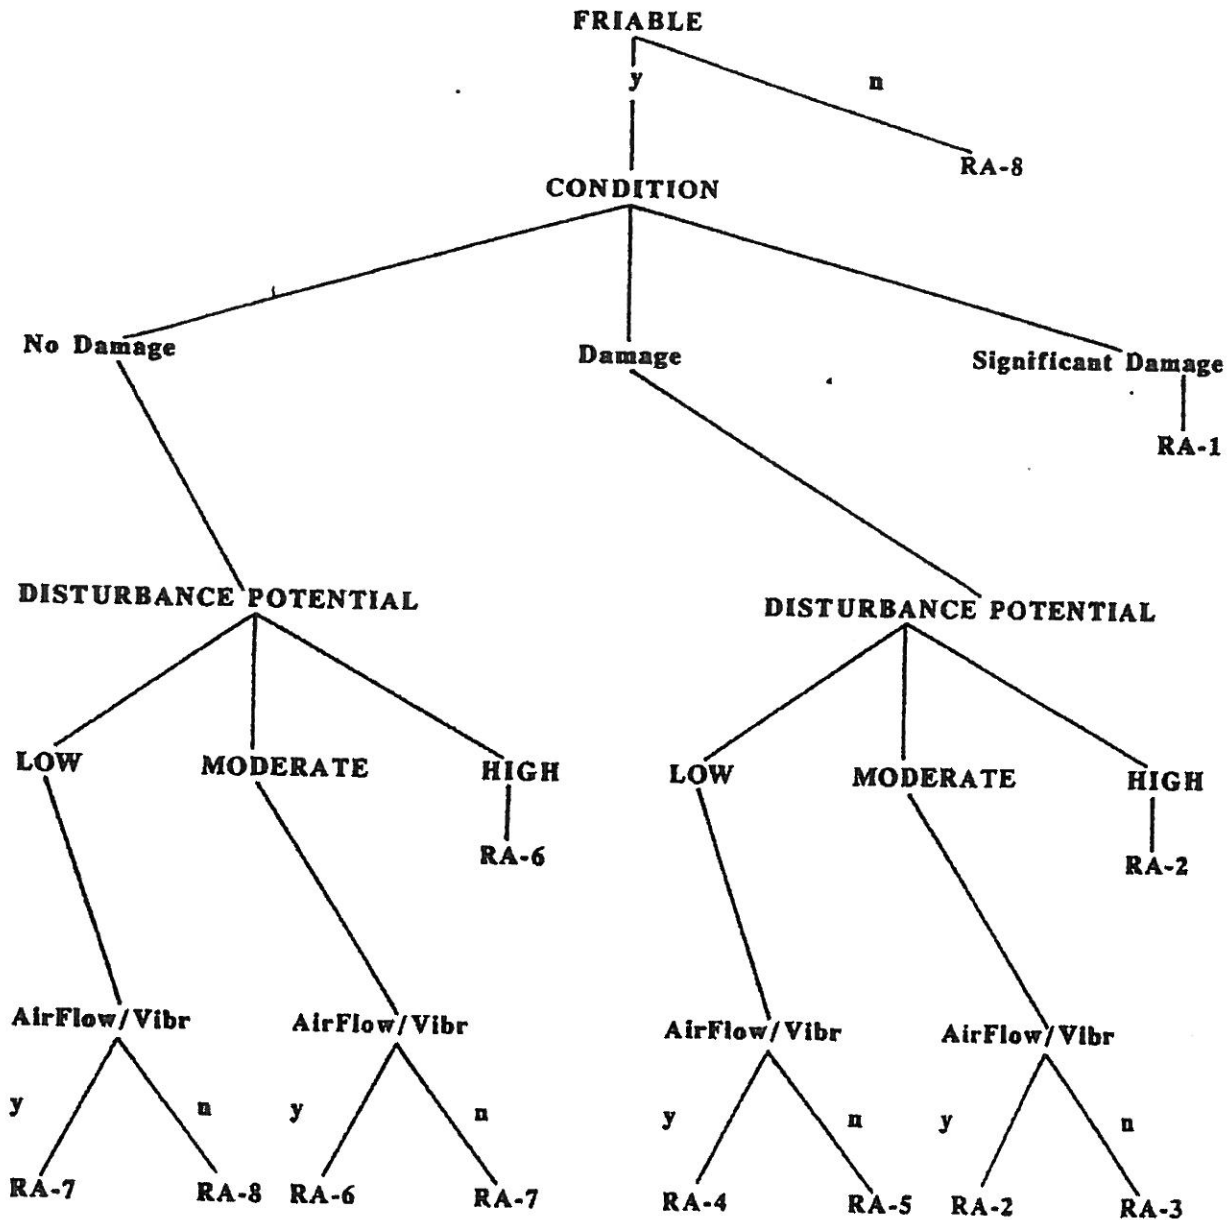 FRIABLE
y n
RA-8
CONDITION
No Damage Damage Significant Damage
RA-1
DISTURBANCE POTENTIAL DISTURBANCE POTENTIAL
LOW MODERATE HIGH LOW MODERATE HIGH
RA-6 RA-2
AirFlow/Vibr AirFlow/Vibr AirFlow/Vibr AirFlow/Vibr
y n y n y n y n
RA-7 RA-8 RA-6 RA-7 RA-4 RA-5 RA-2 RA-3